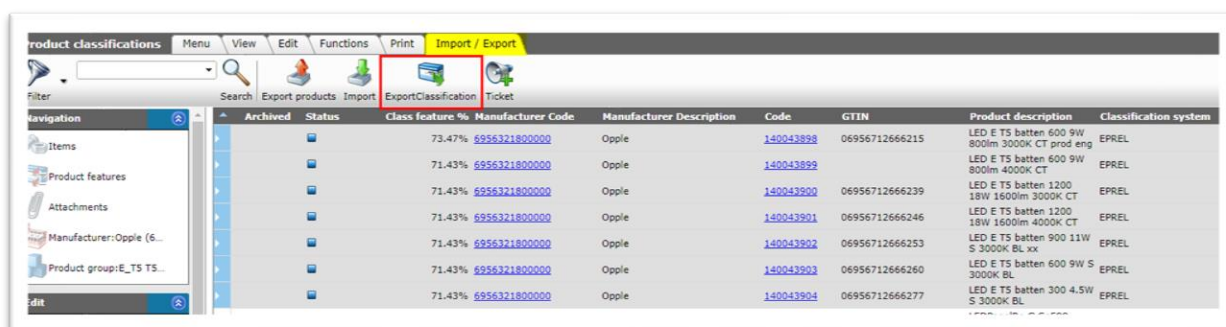 roduct classifications Menu View Edit Functions Print Import / Export
Filter Search Export products Import ExportClassification Ticket
Navigation Archived Status Class feature % Manufacturer Code Manufacturer Description Code GTIN Product description Classification system
Items
Product features
Attachments
Manufacturer:Opple (6...
Product group:E_T5 T5...
Edit
73.47% 6956321800000 Opple 140043898 06956712666215 LED E T5 batten 600 9W EPREL
800lm 3000K CT prod eng
71.43% 6956321800000 Opple 140043899 LED E T5 batten 600 9W EPREL
800lm 4000K CT
71.43% 6956321800000 Opple 140043900 06956712666239 LED E T5 batten 1200 EPREL
18W 1600lm 3000K CT
71.43% 6956321800000 Opple 140043901 06956712666246 LED E T5 batten 1200 EPREL
18W 1600lm 4000K CT
71.43% 6956321800000 Opple 140043902 06956712666253 LED E T5 batten 900 11W EPREL
S 3000K BL xx
71.43% 6956321800000 Opple 140043903 06956712666260 LED E T5 batten 600 9W S EPREL
3000K BL
71.43% 6956321800000 Opple 140043904 06956712666277 LED E T5 batten 300 4.5W EPREL
S 3000K BL